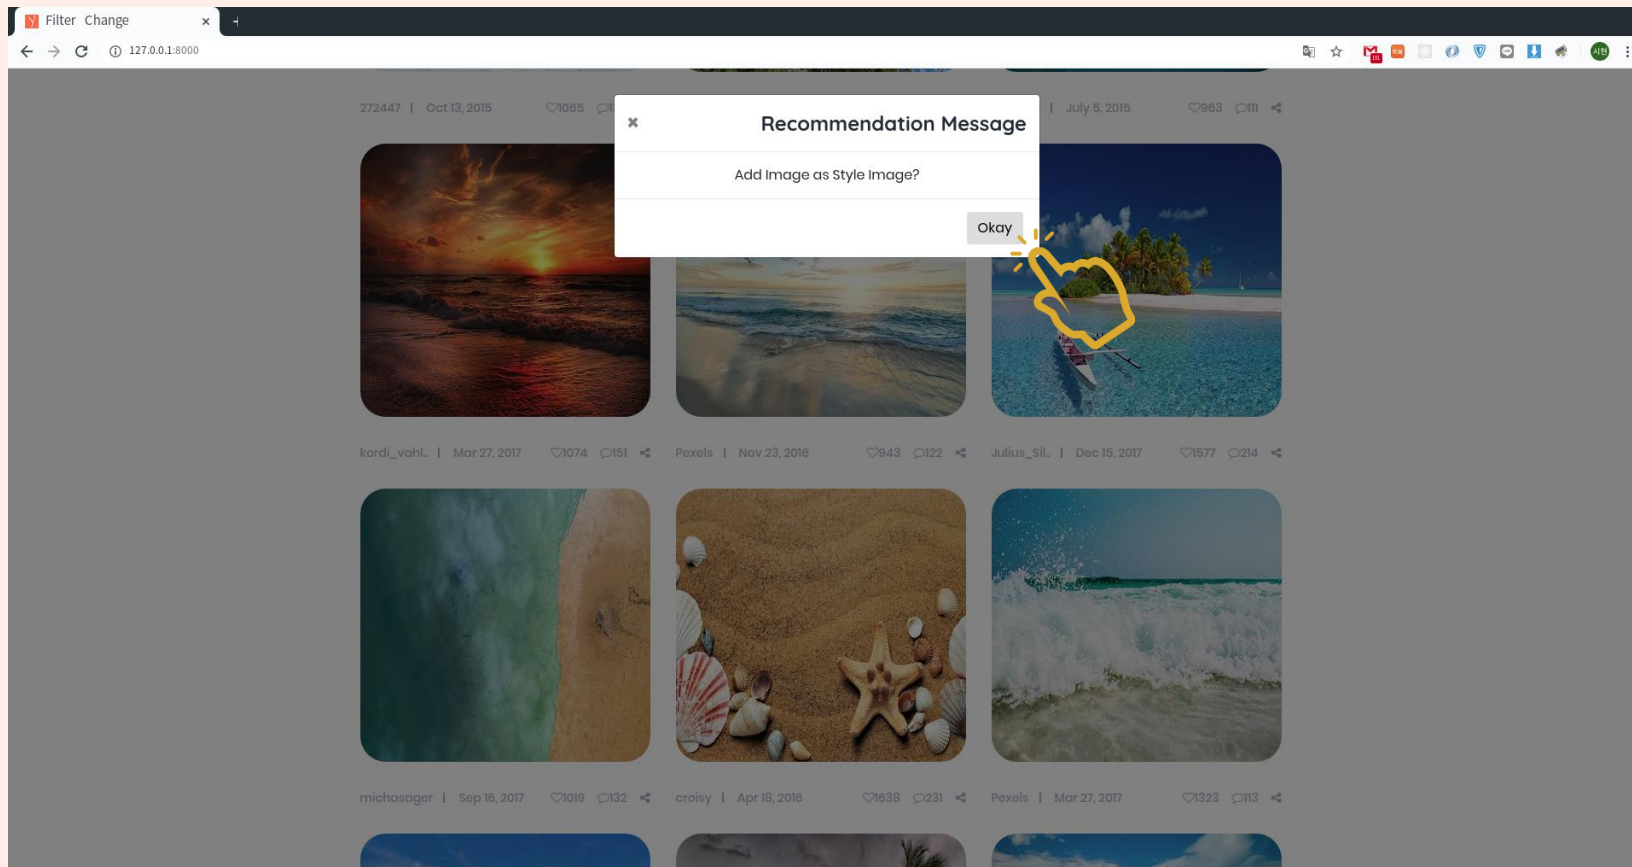 Filter Change
127.0.0.1:8000
272447 | Oct 13, 2015 1065
| July 5, 2015 963 111
Recommendation Message
Add Image as Style Image?
Okay
kordi_vahl.. | Mar 27, 2017 1074 151
Pexels | Nov 23, 2016 943 122
Julius_Sil.. | Dec 15, 2017 1577 214
michasager | Sep 16, 2017 1019 132
croisy | Apr 18, 2016 1638 231
Pexels | Mar 27, 2017 1323 113